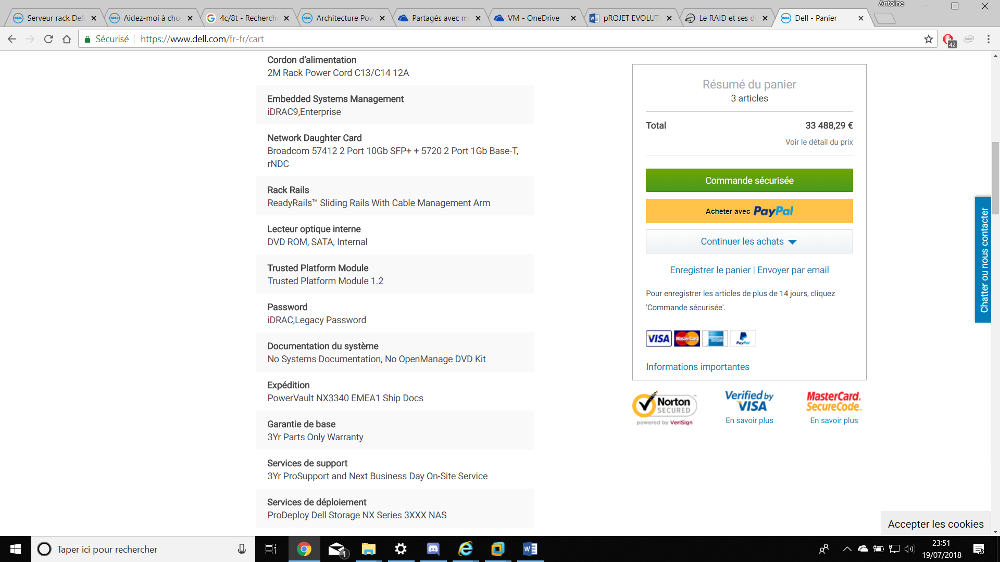 Antoine
Serveur rack Dell
Aidez-moi à choi
4c/8t - Recherche
Architecture Pow
Partagés avec m
VM - OneDrive
pROJET EVOLUTI
Le RAID et ses di
Dell - Panier
Sécurisé
https://www.dell.com/fr-fr/cart
42
Cordon d’alimentation
2M Rack Power Cord C13/C14 12A
Embedded Systems Management
iDRAC9,Enterprise
Network Daughter Card
Broadcom 57412 2 Port 10Gb SFP+ + 5720 2 Port 1Gb Base-T,
rNDC
Rack Rails
ReadyRails™ Sliding Rails With Cable Management Arm
Lecteur optique interne
DVD ROM, SATA, Internal
Trusted Platform Module
Trusted Platform Module 1.2
Password
iDRAC,Legacy Password
Documentation du système
No Systems Documentation, No OpenManage DVD Kit
Expédition
PowerVault NX3340 EMEA1 Ship Docs
Garantie de base
3Yr Parts Only Warranty
Services de support
3Yr ProSupport and Next Business Day On-Site Service
Services de déploiement
ProDeploy Dell Storage NX Series 3XXX NAS
Résumé du panier
3 articles
Total 33 488,29 €
Voir le détail du prix
Commande sécurisée
Acheter avec PayPal
Continuer les achats
Enregistrer le panier | Envoyer par email
Pour enregistrer les articles de plus de 14 jours, cliquez
'Commande sécurisée'.
VISA MasterCard PayPal
Informations importantes
Norton
SECURED
powered by VeriSign
Verified by
VISA
En savoir plus
MasterCard.
SecureCode.
En savoir plus
Chatter ou nous contacter
Accepter les cookies
Taper ici pour rechercher
1
23:51
19/07/2018